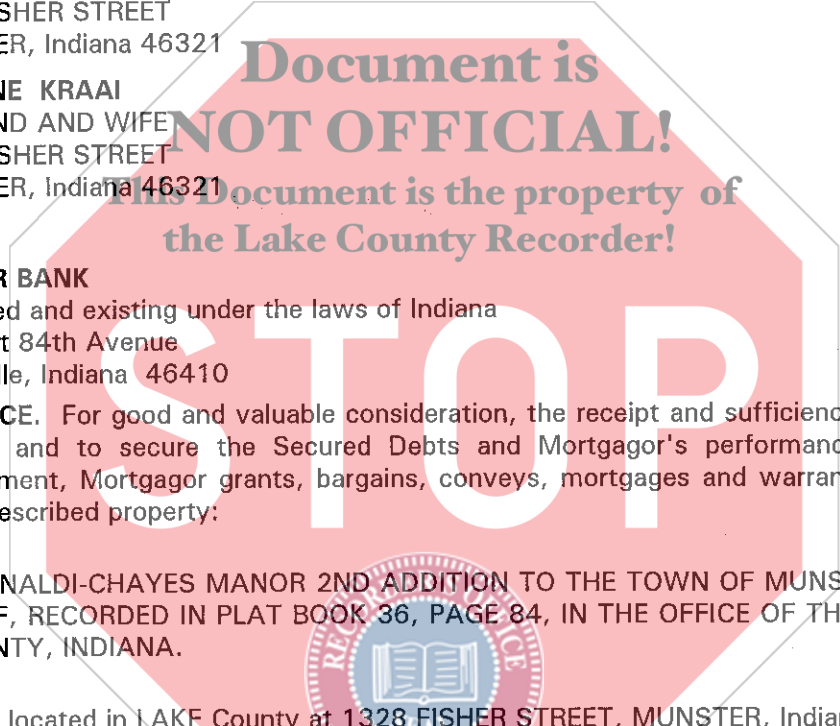 SHER STREET
ER, Indiana 46321
Document is
NE KRAAI
ND AND WIFE
NOT OFFICIAL!
SHER STREET
ER, Indiana 46321
This Document is the property of
the Lake County Recorder!
R BANK
ed and existing under the laws of Indiana
t 84th Avenue
lle, Indiana 46410
STOP
CE. For good and valuable consideration, the receipt and sufficienc
and to secure the Secured Debts and Mortgagor's performanc
ment, Mortgagor grants, bargains, conveys, mortgages and warran
escribed property:
NALDI-CHAYES MANOR 2ND ADDITION TO THE TOWN OF MUNS
F, RECORDED IN PLAT BOOK 36, PAGE 84, IN THE OFFICE OF TH
NTY, INDIANA.
located in LAKE County at 1328 FISHER STREET, MUNSTER, India